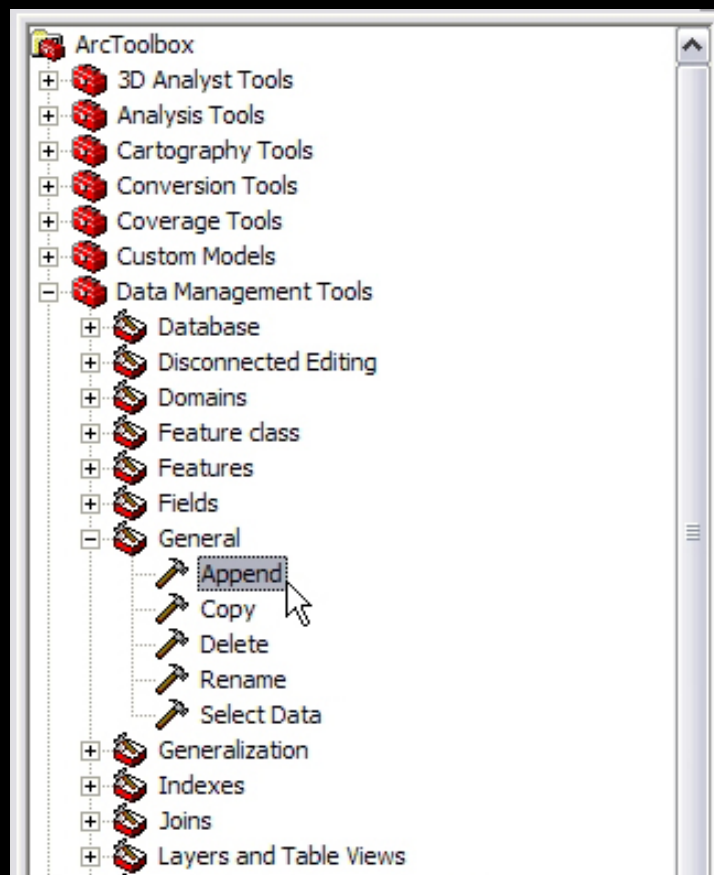 ArcToolbox
3D Analyst Tools
Analysis Tools
Cartography Tools
Conversion Tools
Coverage Tools
Custom Models
Data Management Tools
Database
Disconnected Editing
Domains
Feature class
Features
Fields
General
Append
Copy
Delete
Rename
Select Data
Generalization
Indexes
Joins
Layers and Table Views